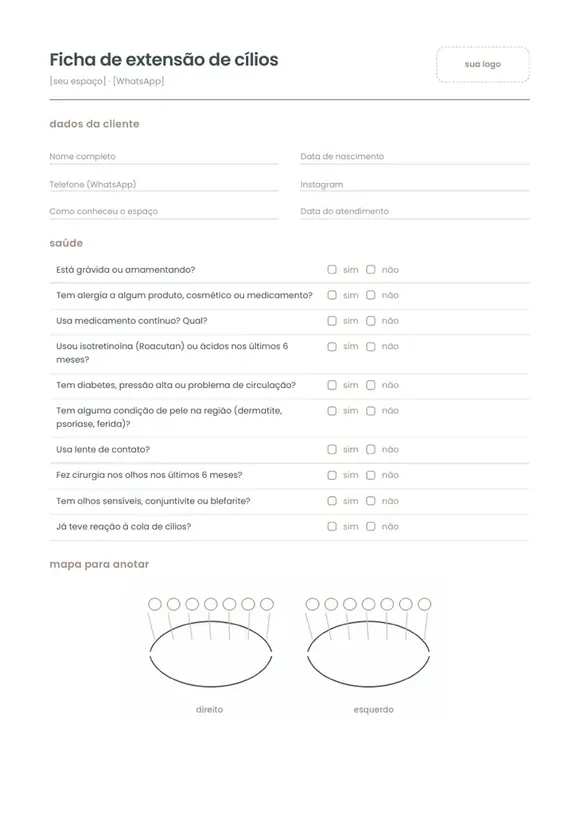 Ficha de extensão de cílios
[seu espaço] · [WhatsApp]
sua logo
dados da cliente
Nome completo
Data de nascimento
Telefone (WhatsApp)
Instagram
Como conheceu o espaço
Data do atendimento
saúde
Está grávida ou amamentando?
sim não
Tem alergia a algum produto, cosmético ou medicamento?
sim não
Usa medicamento contínuo? Qual?
sim não
Usou isotretinoína (Roacutan) ou ácidos nos últimos 6
meses?
sim não
Tem diabetes, pressão alta ou problema de circulação?
sim não
Tem alguma condição de pele na região (dermatite,
psoríase, ferida)?
sim não
Usa lente de contato?
sim não
Fez cirurgia nos olhos nos últimos 6 meses?
sim não
Tem olhos sensíveis, conjuntivite ou blefarite?
sim não
Já teve reação à cola de cílios?
sim não
mapa para anotar
direito
esquerdo